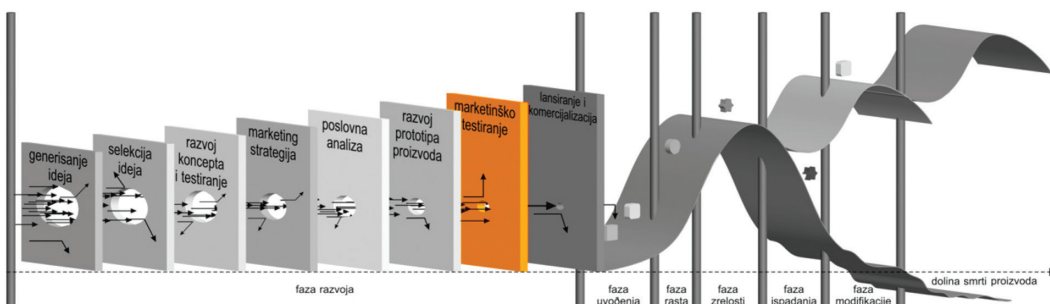 generisanje
ideja
selekcija
ideja
razvoj
koncepta
i testiranje
marketing
strategija
poslovna
analiza
razvoj
prototipa
proizvoda
marketinško
testiranje
lansiranje i
komercijalizacija
faza razvoja
faza
uvođenja
faza
rasta
faza
zrelosti
faza
ispadanja
faza
modifikacije
dolina smrti proizvoda